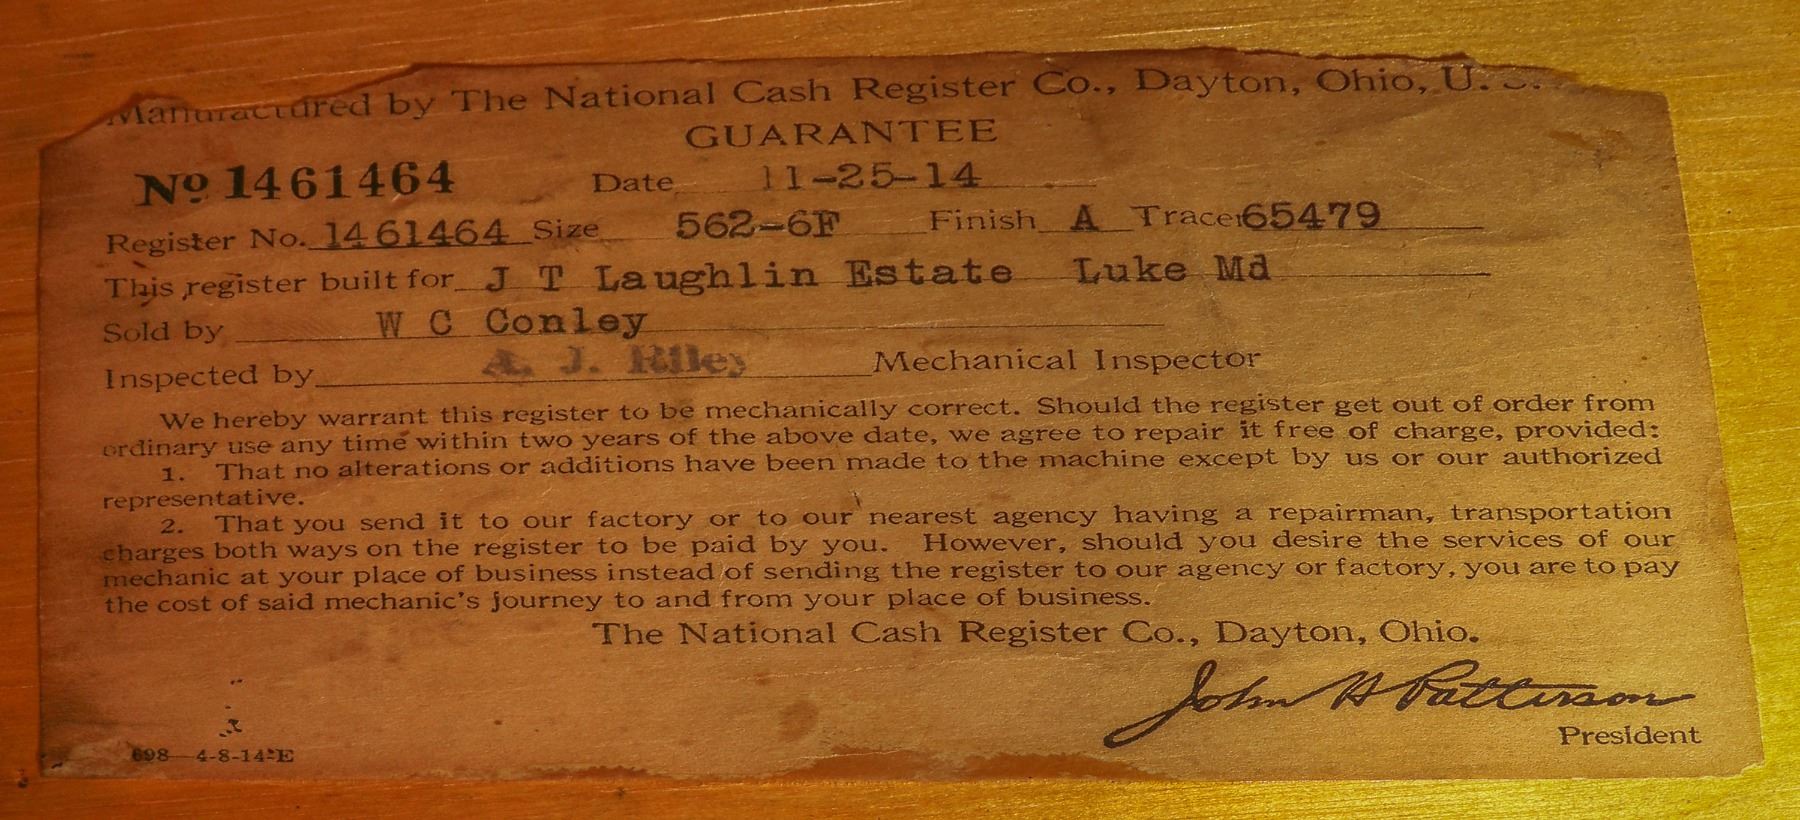 Manufactured by The National Cash Register Co., Dayton, Ohio, U. S.
GUARANTEE
No 1461464 Date 11-25-14
Register No. 1461464 Size 562-6F Finish A Tracer 65479
This register built for J T Laughlin Estate Luke Md
Sold by W C Conley
Inspected by A. J. Riley Mechanical Inspector
We hereby warrant this register to be mechanically correct. Should the register get out of order from
ordinary use any time within two years of the above date, we agree to repair it free of charge, provided:
1. That no alterations or additions have been made to the machine except by us or our authorized
representative.
2. That you send it to our factory or to our nearest agency having a repairman, transportation
charges both ways on the register to be paid by you. However, should you desire the services of our
mechanic at your place of business instead of sending the register to our agency or factory, you are to pay
the cost of said mechanic's journey to and from your place of business.
The National Cash Register Co., Dayton, Ohio.
John H Patterson
President
698—4-8-14-E